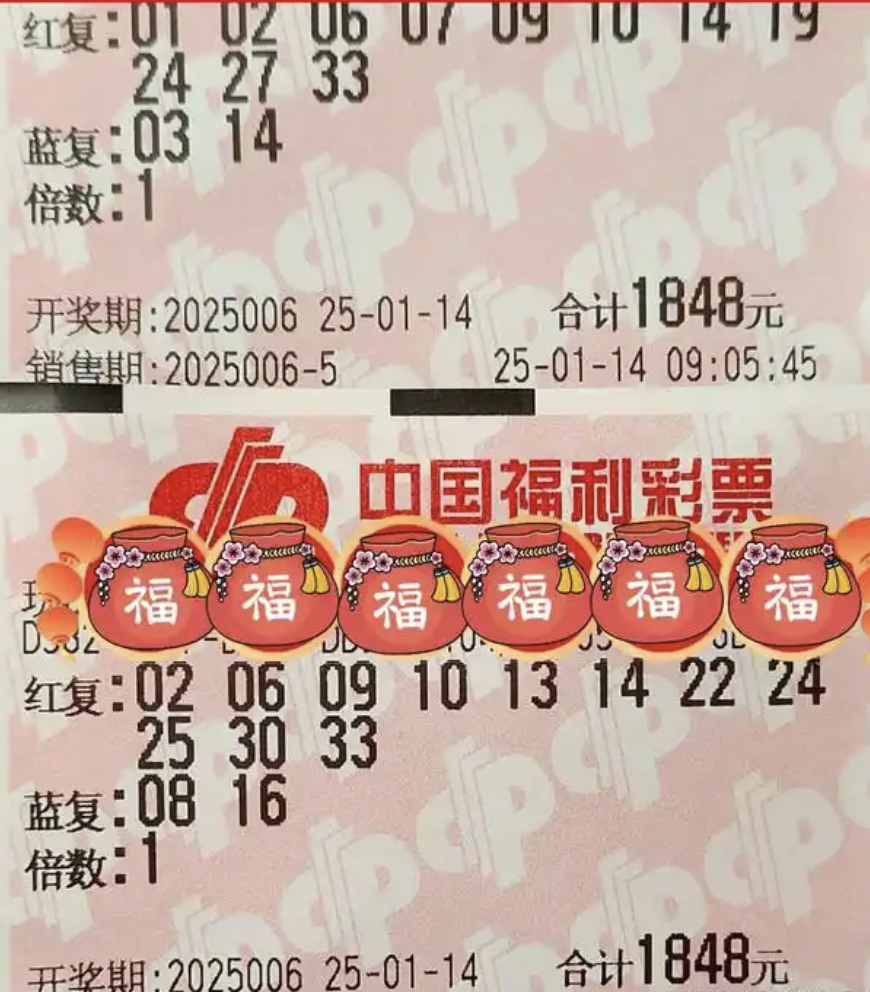 红复:01 02 06 07 09 10 14 19
24 27 33
蓝复:03 14
倍数:1
开奖期:2025006 25-01-14 合计1848元
销售期:2025006-5 25-01-14 09:05:45
中国福利彩票
福 福 福 福 福 福
红复:02 06 09 10 13 14 22 24
25 30 33
蓝复:08 16
倍数:1
开奖期:2025006 25-01-14 合计1848元